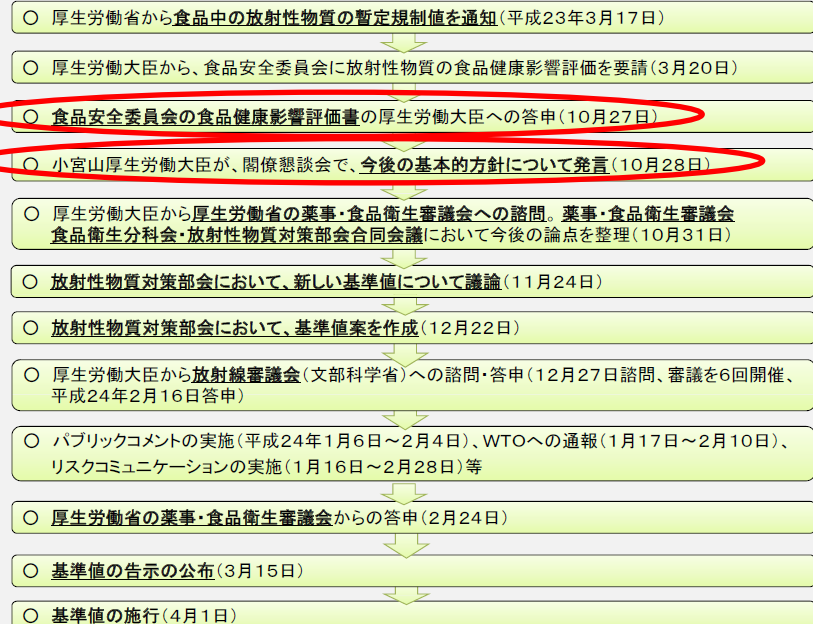 ○ 厚生労働省から食品中の放射性物質の暫定規制値を通知(平成23年3月17日)
○ 厚生労働大臣から、食品安全委員会に放射性物質の食品健康影響評価を要請(3月20日)
○ 食品安全委員会の食品健康影響評価書の厚生労働大臣への答申(10月27日)
○ 小宮山厚生労働大臣が、閣僚懇談会で、今後の基本的方針について発言(10月28日)
○ 厚生労働大臣から厚生労働省の薬事・食品衛生審議会への諮問。薬事・食品衛生審議会
食品衛生分科会・放射性物質対策部会合同会議において今後の論点を整理(10月31日)
○ 放射性物質対策部会において、新しい基準値について議論(11月24日)
○ 放射性物質対策部会において、基準値案を作成(12月22日)
○ 厚生労働大臣から放射線審議会(文部科学省)への諮問・答申(12月27日諮問、審議を6回開催、
平成24年2月16日答申)
○ パブリックコメントの実施(平成24年1月6日～2月4日)、WTOへの通報(1月17日～2月10日)、
リスクコミュニケーションの実施(1月16日～2月28日)等
○ 厚生労働省の薬事・食品衛生審議会からの答申(2月24日)
○ 基準値の告示の公布(3月15日)
○ 基準値の施行(4月1日)